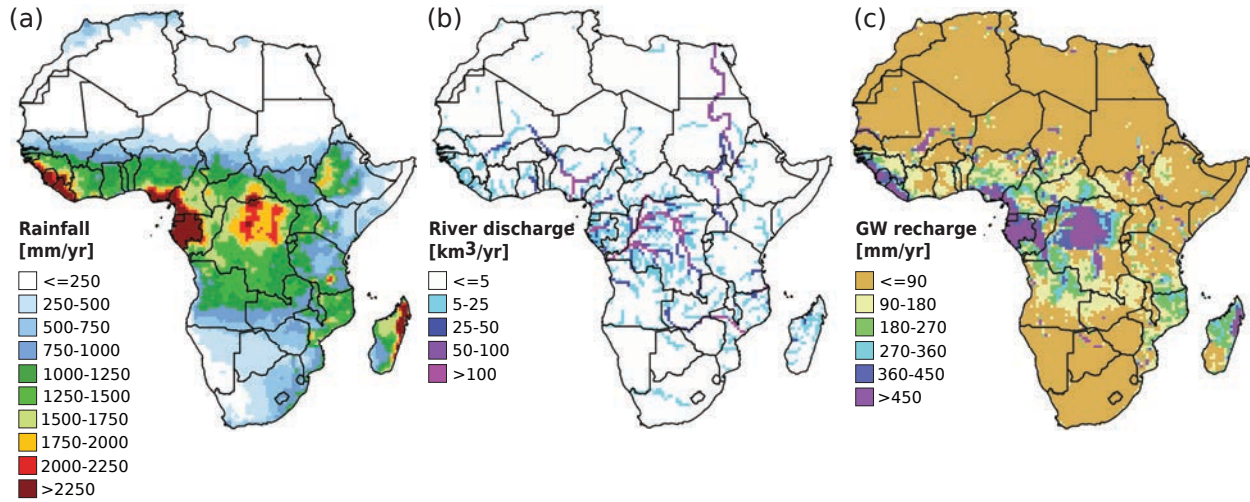 (a)
Rainfall
[mm/yr]
<=250
250-500
500-750
750-1000
1000-1250
1250-1500
1500-1750
1750-2000
2000-2250
>2250
(b)
River discharge
[km3/yr]
<=5
5-25
25-50
50-100
>100
(c)
GW recharge
[mm/yr]
<=90
90-180
180-270
270-360
360-450
>450